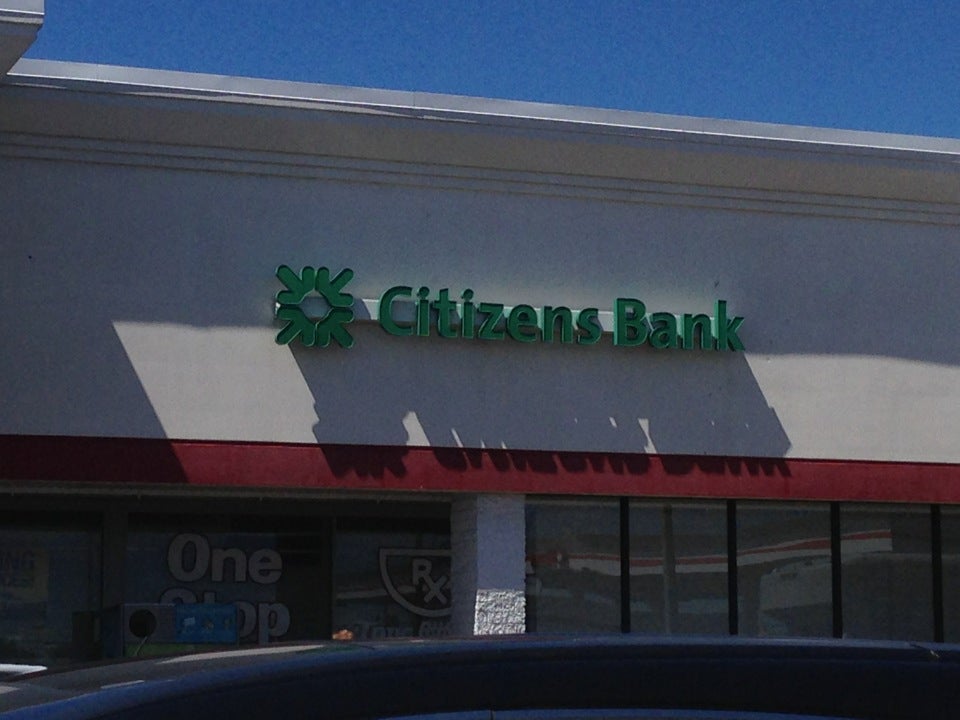 Citizens Bank
One
Stop
Rx